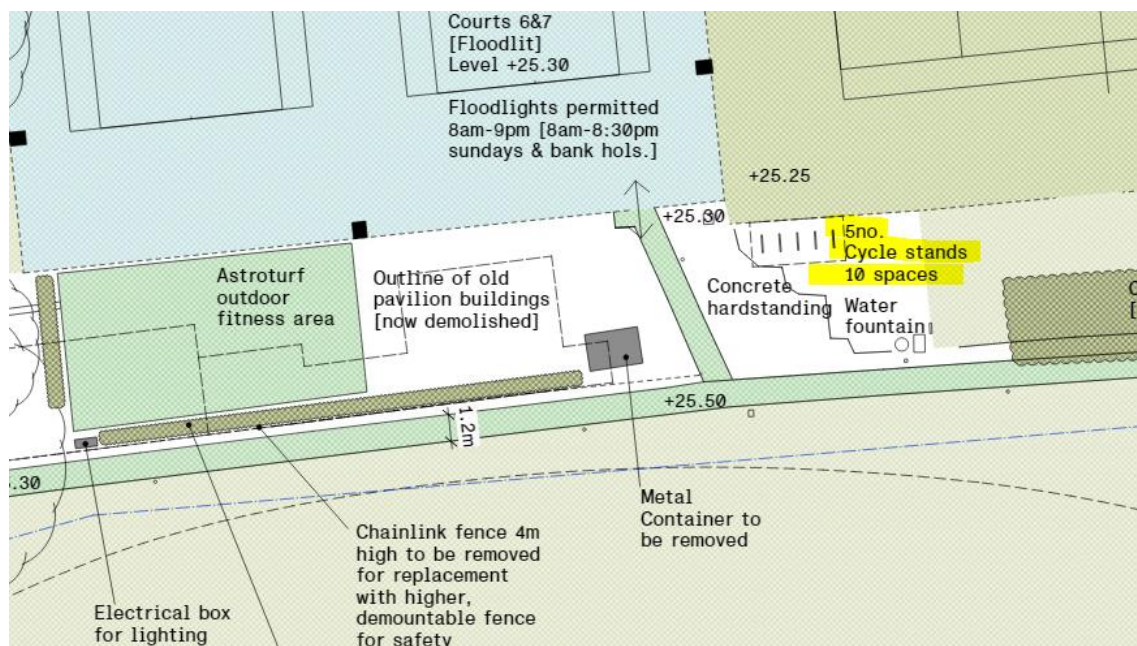 Courts 6&7
[Floodlit]
Level +25.30
Floodlights permitted
8am-9pm [8am-8:30pm
sundays & bank hols.]
+25.25
+25.30
5no.
Cycle stands
10 spaces
Astroturf
outdoor
fitness area
Outline of old
pavilion buildings
[now demolished]
Concrete
hardstanding
Water
fountain
C
[
+25.50
1.2m
.30
Metal
Container to
be removed
Chainlink fence 4m
high to be removed
for replacement
with higher,
demountable fence
for safety
Electrical box
for lighting